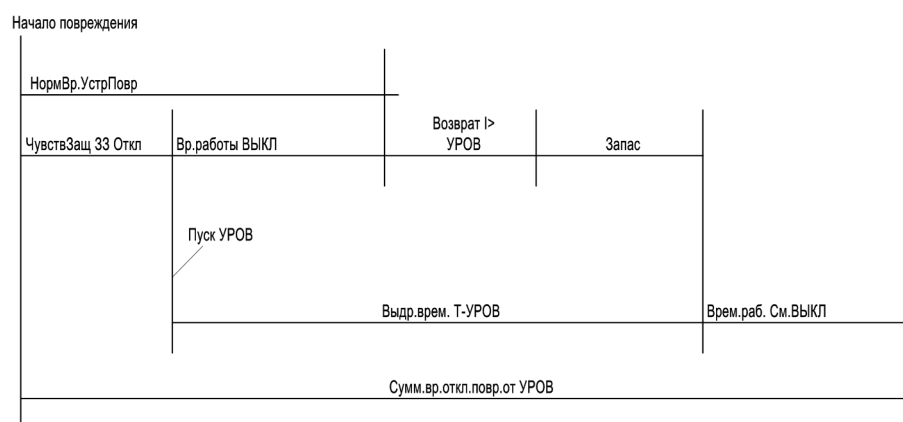 Начало повреждения
НормВр.УстрПовр
ЧувствЗащ ЗЗ Откл
Вр.работы ВЫКЛ
Возврат I>
УРОВ
Запас
Пуск УРОВ
Выдр.врем. Т-УРОВ
Врем.раб. См.ВЫКЛ
Сумм.вр.откл.повр.от УРОВ